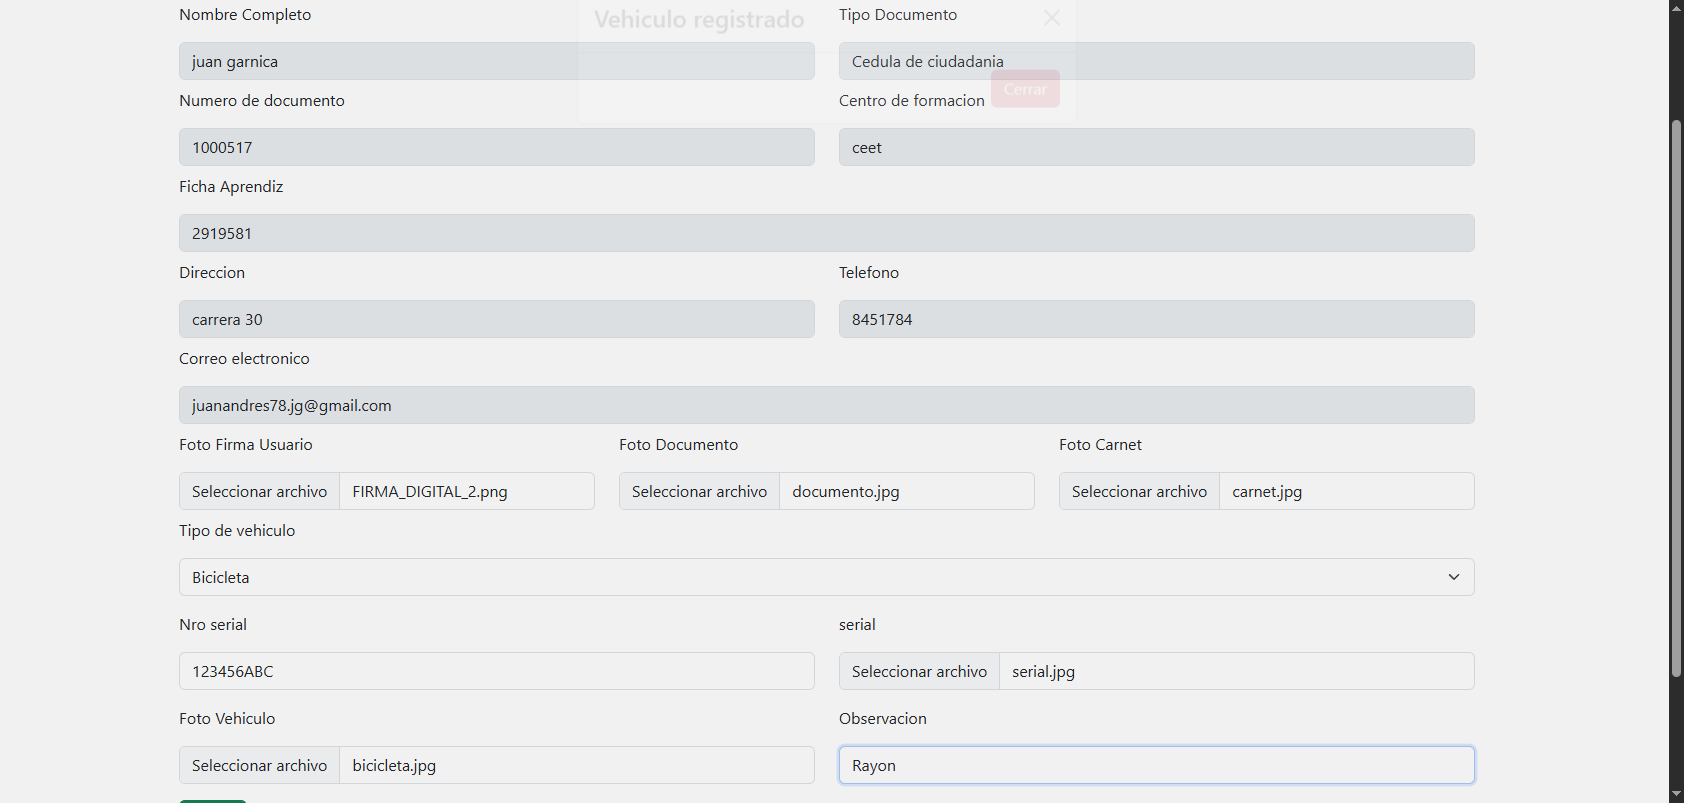 Vehiculo registrado
Nombre Completo
Tipo Documento
juan garnica
Cedula de ciudadania
Cerrar
Numero de documento
Centro de formacion
1000517
ceet
Ficha Aprendiz
2919581
Direccion
Telefono
carrera 30
8451784
Correo electronico
juanandres78.jg@gmail.com
Foto Firma Usuario
Foto Documento
Foto Carnet
Seleccionar archivo FIRMA_DIGITAL_2.png
Seleccionar archivo documento.jpg
Seleccionar archivo carnet.jpg
Tipo de vehiculo
Bicicleta
Nro serial
serial
123456ABC
Seleccionar archivo serial.jpg
Foto Vehiculo
Observacion
Seleccionar archivo bicicleta.jpg
Rayon